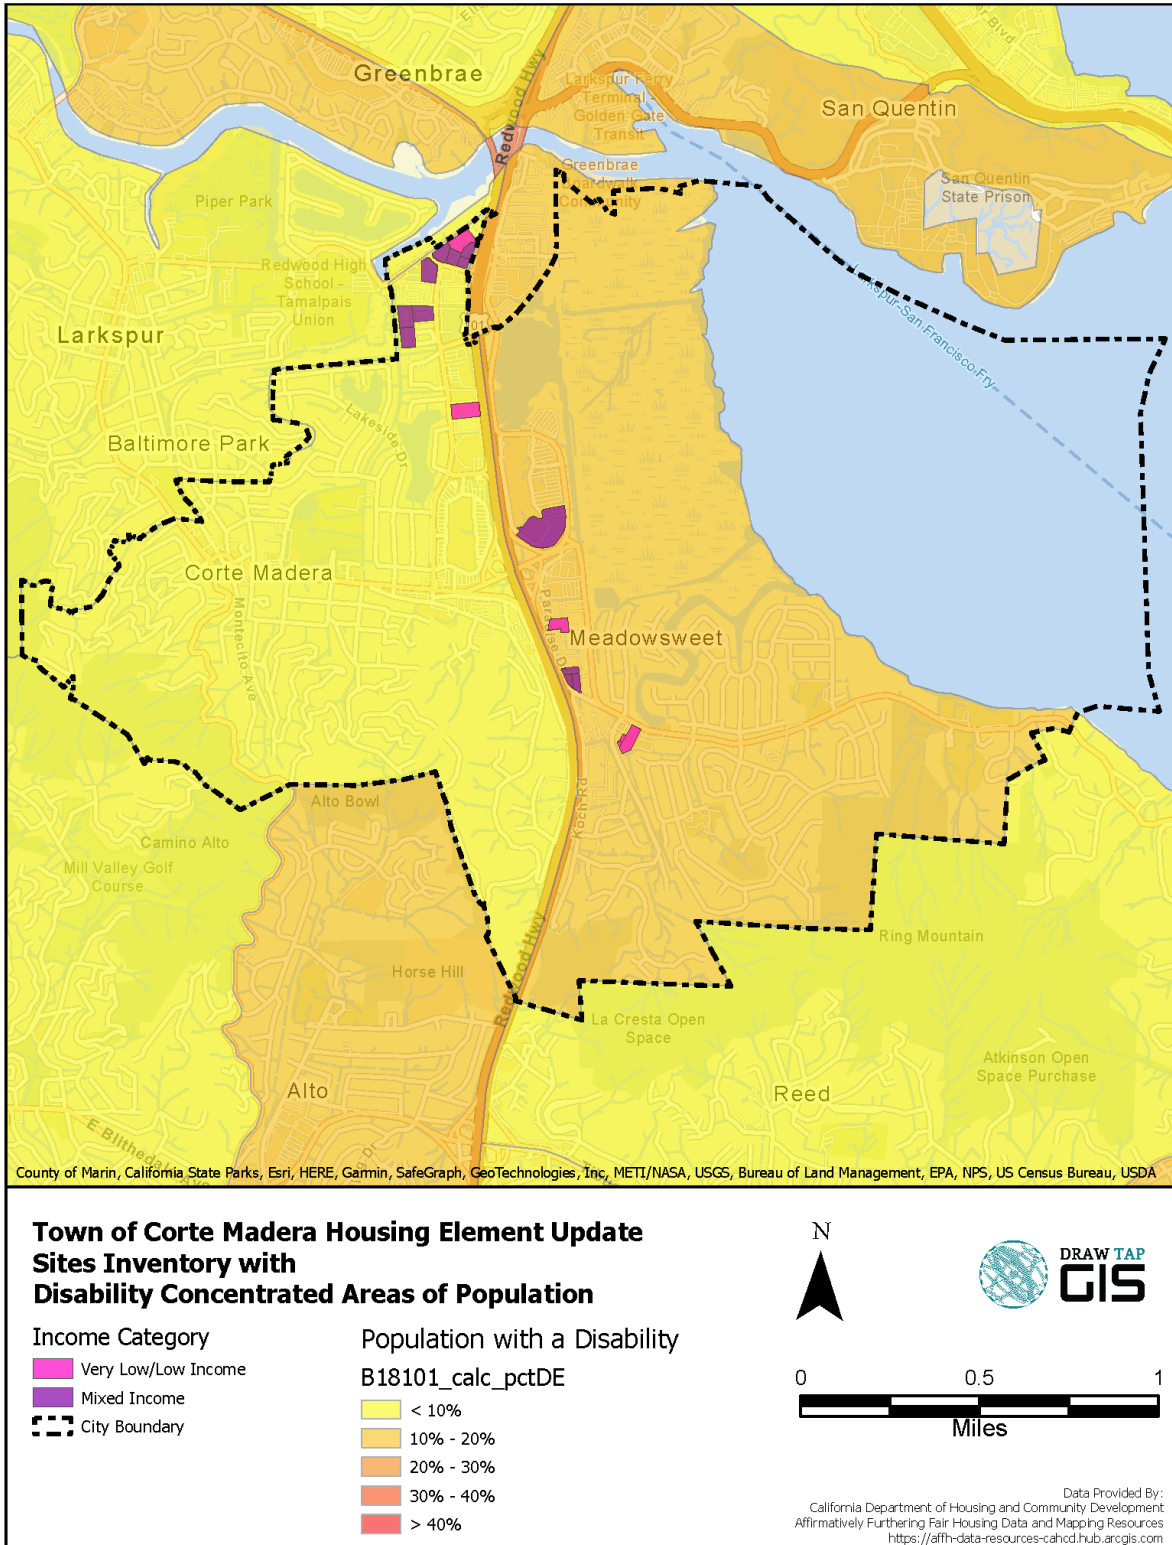 Greenbrae
Redwood Hwy
Larkspur Ferry
Terminal -
Golden Gate
Transit
San Quentin
Greenbrae
Boardwalk
Community
San Quentin
State Prison
Piper Park
Redwood High
School -
Tamalpais
Union
Larkspur-San Francisco Fry
Larkspur
101
Lakeside Dr
Baltimore Park
Corte Madera
Montecito Ave
Paradise Dr
Meadowsweet
Koch Rd
Alto Bowl
Camino Alto
Mill Valley Golf
Course
Horse Hill
Redwood Hwy
Ring Mountain
La Cresta Open
Space
Atkinson Open
Space Purchase
Alto
Reed
E Blithedale Ave
County of Marin, California State Parks, Esri, HERE, Garmin, SafeGraph, GeoTechnologies, Inc, METI/NASA, USGS, Bureau of Land Management, EPA, NPS, US Census Bureau, USDA
Town of Corte Madera Housing Element Update
Sites Inventory with
Disability Concentrated Areas of Population
Income Category
Very Low/Low Income
Mixed Income
City Boundary
Population with a Disability
B18101_calc_pctDE
< 10%
10% - 20%
20% - 30%
30% - 40%
> 40%
N
DRAW TAP
GIS
0 0.5 1
Miles
Data Provided By:
California Department of Housing and Community Development
Affirmatively Furthering Fair Housing Data and Mapping Resources
https://affh-data-resources-cahcd.hub.arcgis.com